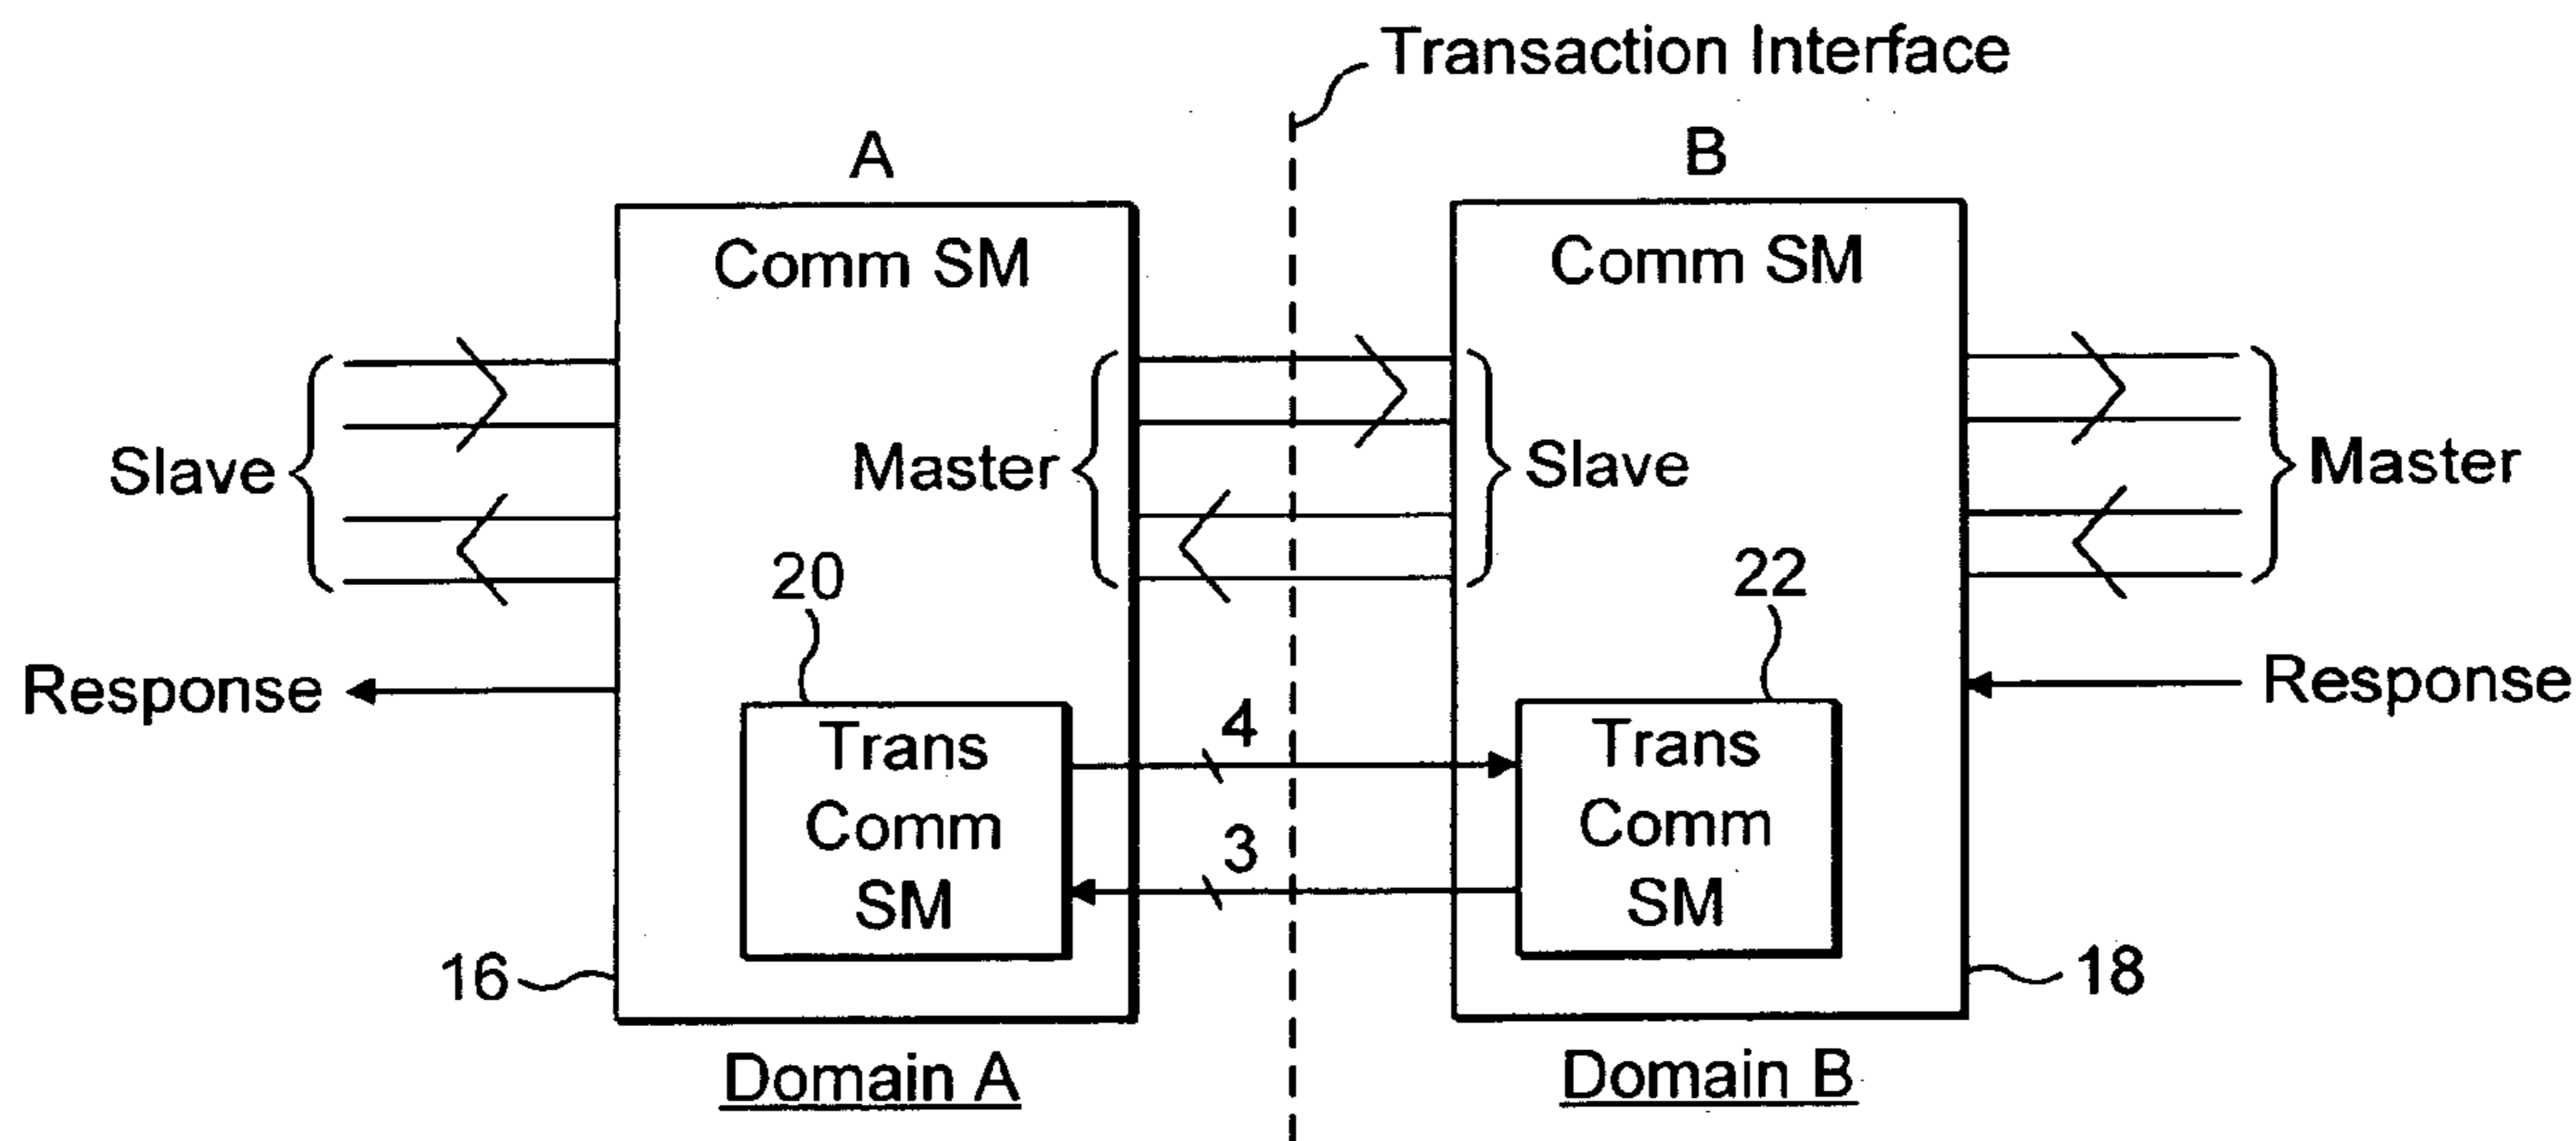 Transaction Interface
A
B
Comm SM
Comm SM
Slave
Master
Slave
Master
20
22
Response
Response
4
3
Trans
Comm
SM
Trans
Comm
SM
16
18
Domain A
Domain B